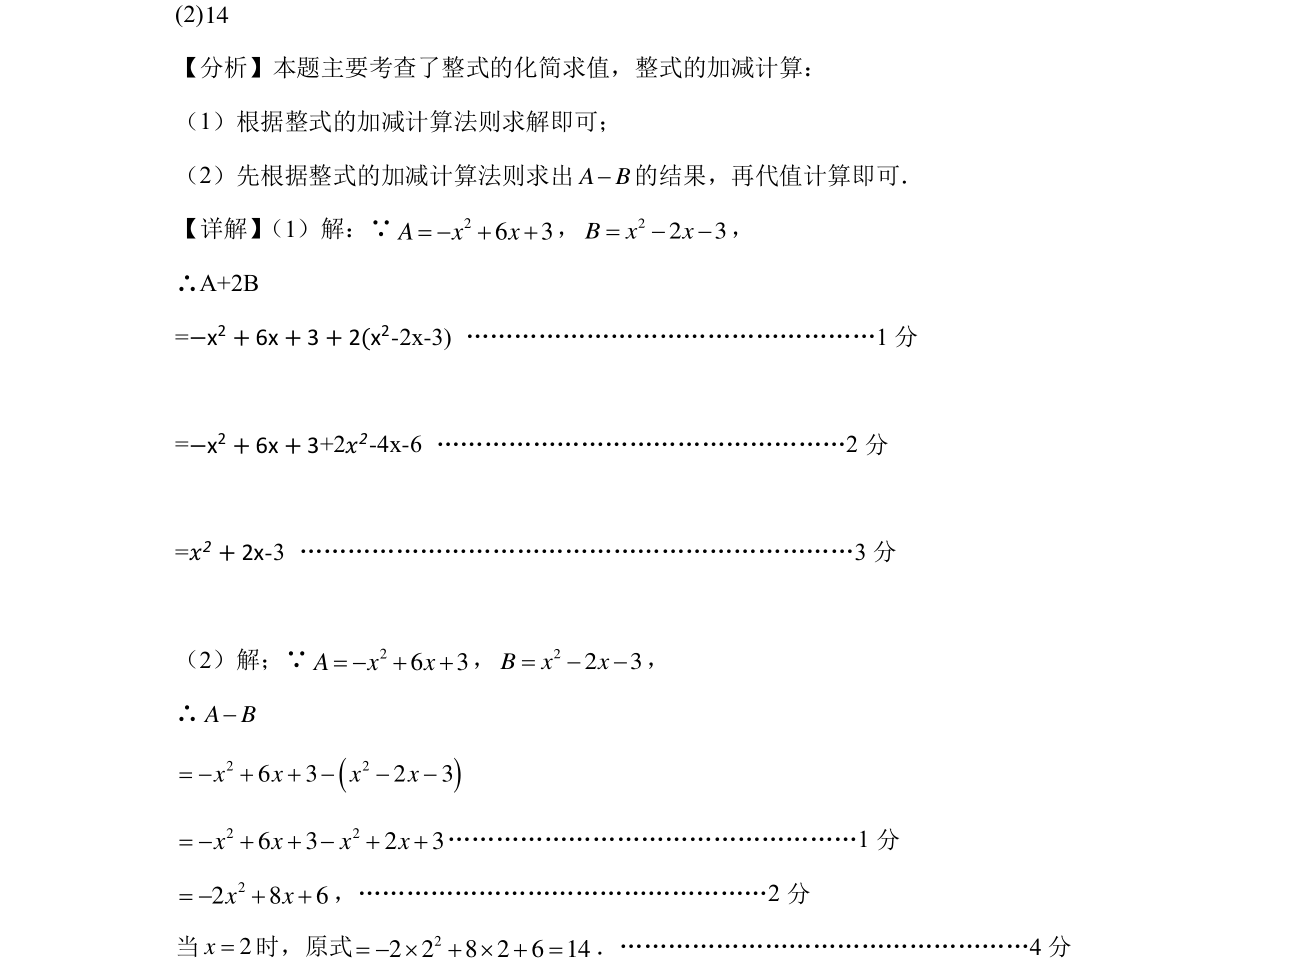 (2)14
【分析】本题主要考查了整式的化简求值，整式的加减计算：
（1）根据整式的加减计算法则求解即可；
（2）先根据整式的加减计算法则求出 A−B 的结果，再代值计算即可．
【详解】（1）解：∵ A=−x²+6x+3，B=x²−2x−3，
∴A+2B
=−x²+6x+3+2(x²-2x-3) …………………………………………………1 分
=−x²+6x+3+2x²-4x-6 …………………………………………………2 分
=x²+2x-3 ……………………………………………………………3 分
（2）解；∵ A=−x²+6x+3，B=x²−2x−3，
∴ A−B
=−x²+6x+3−(x²−2x−3)
=−x²+6x+3−x²+2x+3…………………………………………………1 分
=−2x²+8x+6，…………………………………………………2 分
当 x=2 时，原式=−2×2²+8×2+6=14．…………………………………………………4 分